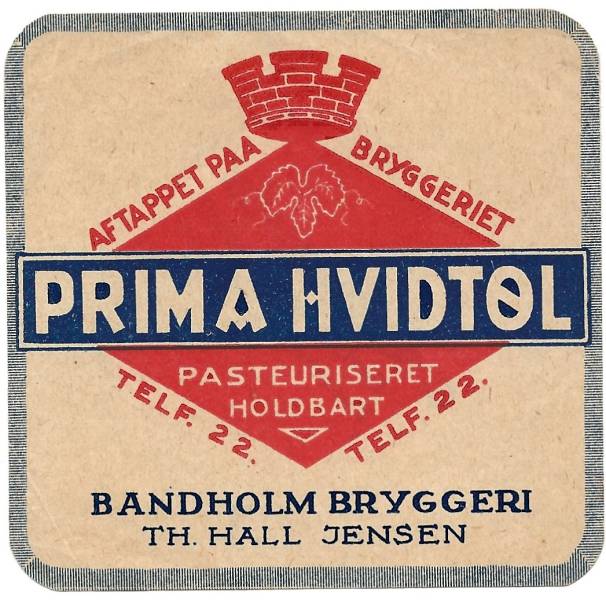 AFTAPPET PAA BRYGGERIET
PRIMA HVIDTØL
PASTEURISERET
HOLDBART
TELF. 22. TELF. 22.
BANDHOLM BRYGGERI
TH. HALL JENSEN